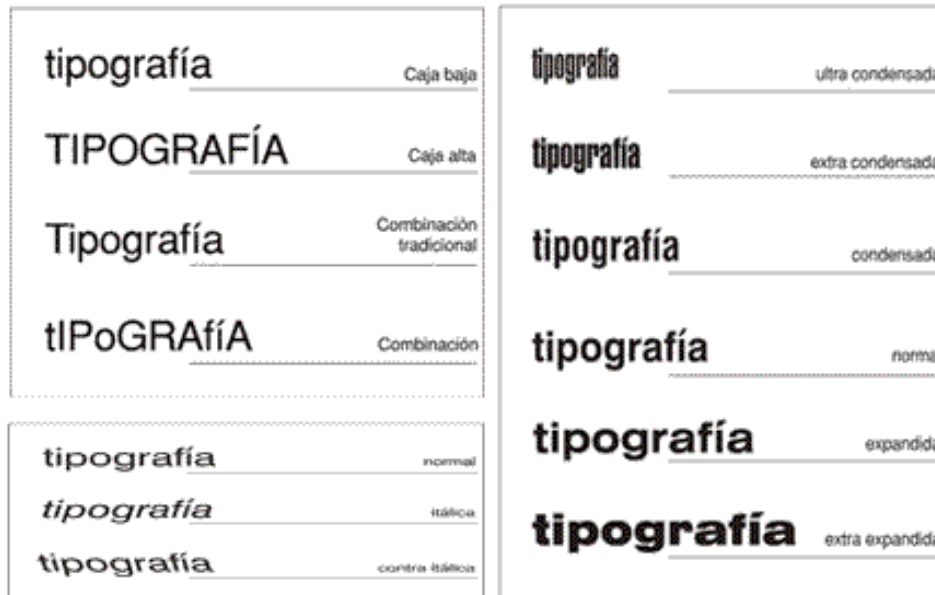 tipografía
Caja baja
TIPOGRAFÍA
Caja alta
Tipografía
Combinación
tradicional
tIPoGRAfíA
Combinación
tipografía
normal
tipografía
itálica
tipografía
contra itálica
tipografía
ultra condensada
tipografía
extra condensada
tipografía
condensada
tipografía
normal
tipografía
expandida
tipografía
extra expandida